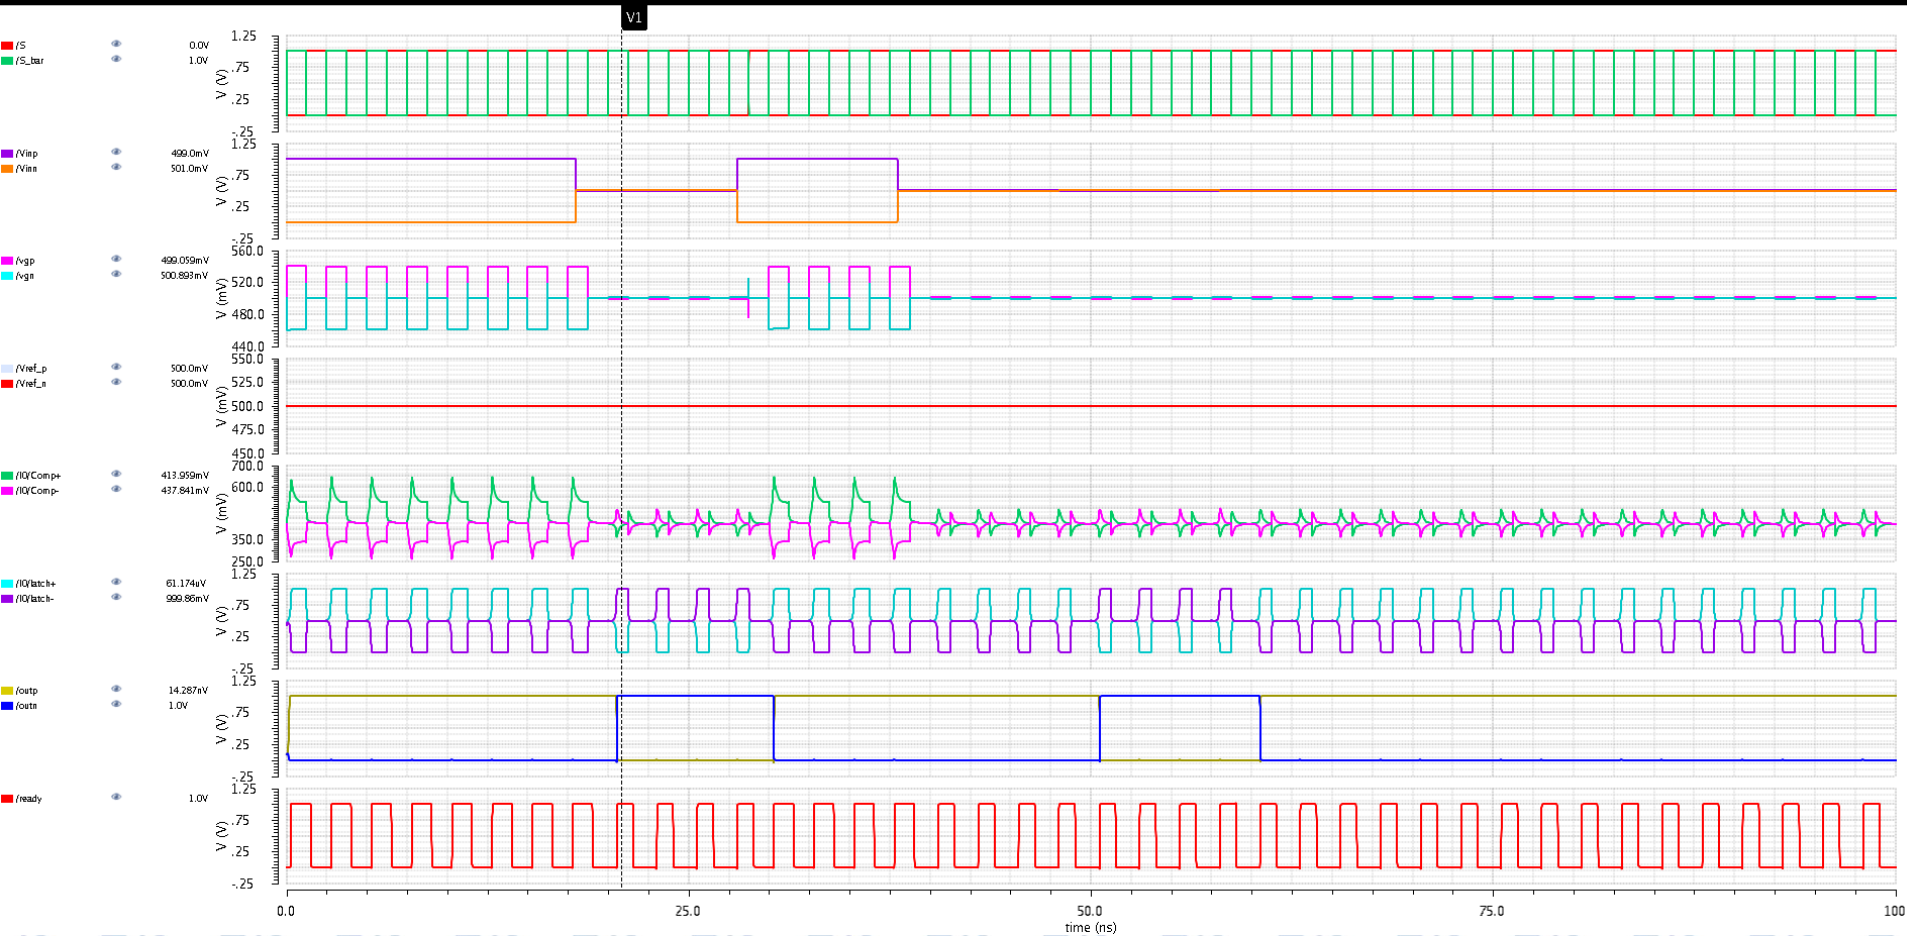 V1
/S 0.0V
/S_bar 1.0V
1.25
.75
.25
-.25
V (V)
/Vinp 499.0mV
/Vinn 501.0mV
1.25
.75
.25
-.25
V (V)
/vgp 499.059mV
/vgn 500.893mV
560.0
520.0
480.0
440.0
V (mV)
/Vref_p 500.0mV
/Vref_n 500.0mV
550.0
525.0
500.0
475.0
450.0
V (mV)
/I0/Comp+ 413.959mV
/I0/Comp- 437.841mV
700.0
600.0
350.0
250.0
V (mV)
/I0/latch+ 61.174uV
/I0/latch- 999.86mV
1.25
.75
.25
-.25
V (V)
/outp 14.287nV
/outn 1.0V
1.25
.75
.25
-.25
V (V)
/ready 1.0V
1.25
.75
.25
-.25
V (V)
0.0 25.0 50.0 75.0 100
time (ns)